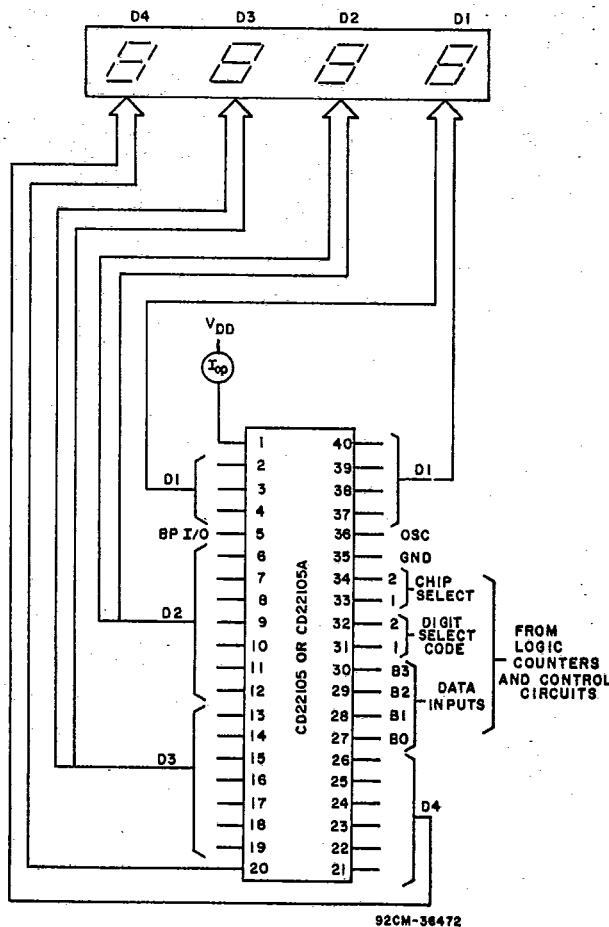 D4 D3 D2 D1
VDD
Iop
1 40
2 39
D1 3 38 D1
4 37
BP I/O 5 36 OSC
6 35 GND
7 34 2 CHIP
8 33 1 SELECT
D2 9 32 2 DIGIT
10 31 1 SELECT CODE
11 30 B3
12 29 B2 DATA
13 28 B1 INPUTS
14 27 B0
D3 15 26
16 25
17 24 D4
18 23
19 22
20 21
CD22105 OR CD22105A
FROM
LOGIC
COUNTERS
AND CONTROL
CIRCUITS
92CM-36472